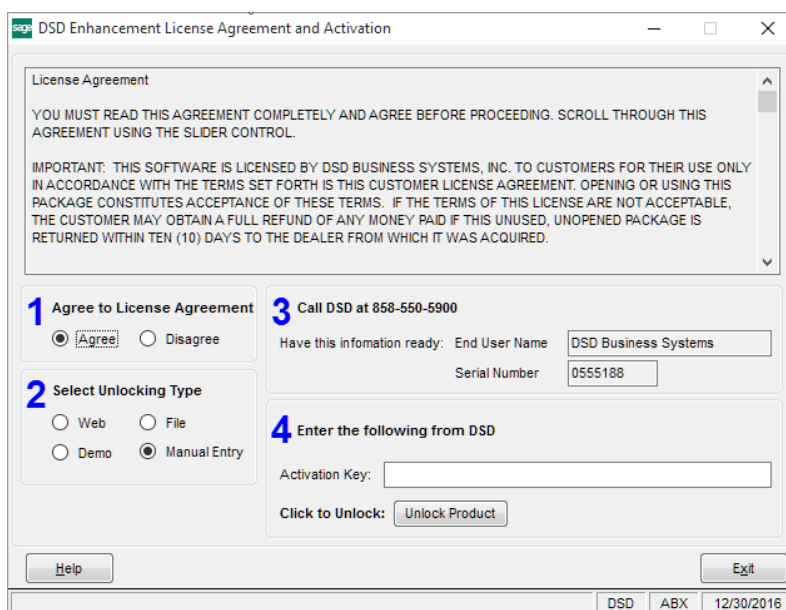 sage DSD Enhancement License Agreement and Activation
License Agreement
YOU MUST READ THIS AGREEMENT COMPLETELY AND AGREE BEFORE PROCEEDING. SCROLL THROUGH THIS
AGREEMENT USING THE SLIDER CONTROL.
IMPORTANT: THIS SOFTWARE IS LICENSED BY DSD BUSINESS SYSTEMS, INC. TO CUSTOMERS FOR THEIR USE ONLY
IN ACCORDANCE WITH THE TERMS SET FORTH IS THIS CUSTOMER LICENSE AGREEMENT. OPENING OR USING THIS
PACKAGE CONSTITUTES ACCEPTANCE OF THESE TERMS. IF THE TERMS OF THIS LICENSE ARE NOT ACCEPTABLE,
THE CUSTOMER MAY OBTAIN A FULL REFUND OF ANY MONEY PAID IF THIS UNUSED, UNOPENED PACKAGE IS
RETURNED WITHIN TEN (10) DAYS TO THE DEALER FROM WHICH IT WAS ACQUIRED.
1 Agree to License Agreement
Agree Disagree
2 Select Unlocking Type
Web File
Demo Manual Entry
3 Call DSD at 858-550-5900
Have this infomation ready: End User Name DSD Business Systems
Serial Number 0555188
4 Enter the following from DSD
Activation Key:
Click to Unlock: Unlock Product
Help Exit
DSD ABX 12/30/2016